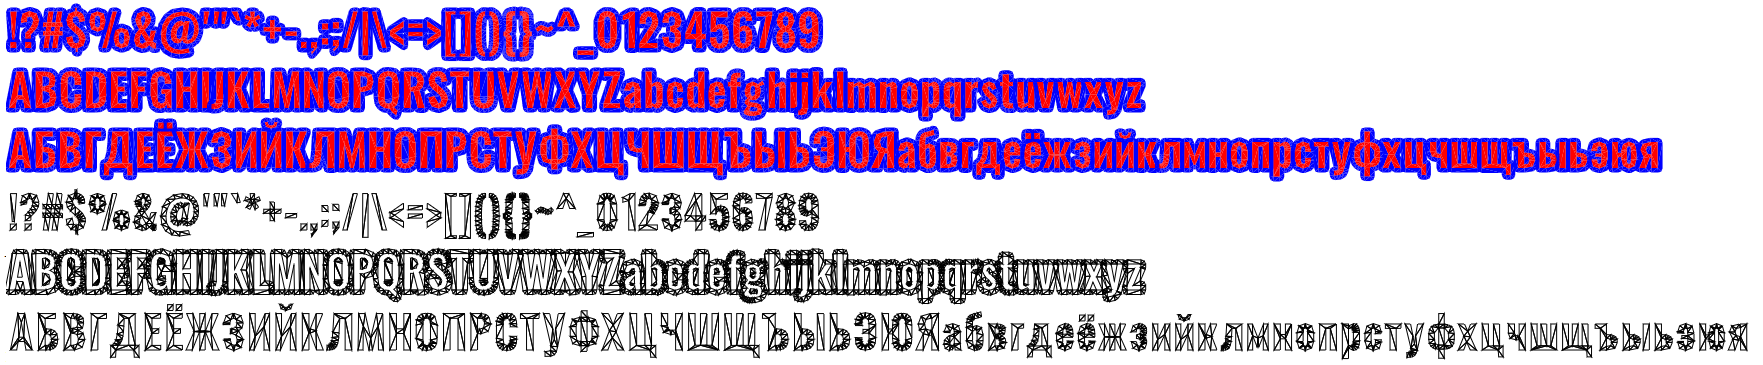 !?#$%&@'"`*+-.,:;/|\<=>[](){}~^_0123456789
ABCDEFGHIJKLMNOPQRSTUVWXYZabcdefghijklmnopqrstuvwxyz
АБВГДЕЁЖЗИЙКЛМНОПРСТУФХЦЧШЩЪЫЬЭЮЯабвгдеёжзийклмнопрстуфхцчшщъыьэюя
!?#$%&@'"`*+-.,:;/|\<=>[](){}~^_0123456789
ABCDEFGHIJKLMNOPQRSTUVWXYZabcdefghijklmnopqrstuvwxyz
АБВГДЕЁЖЗИЙКЛМНОПРСТУФХЦЧШЩЪЫЬЭЮЯабвгдеёжзийклмнопрстуфхцчшщъыьэюя